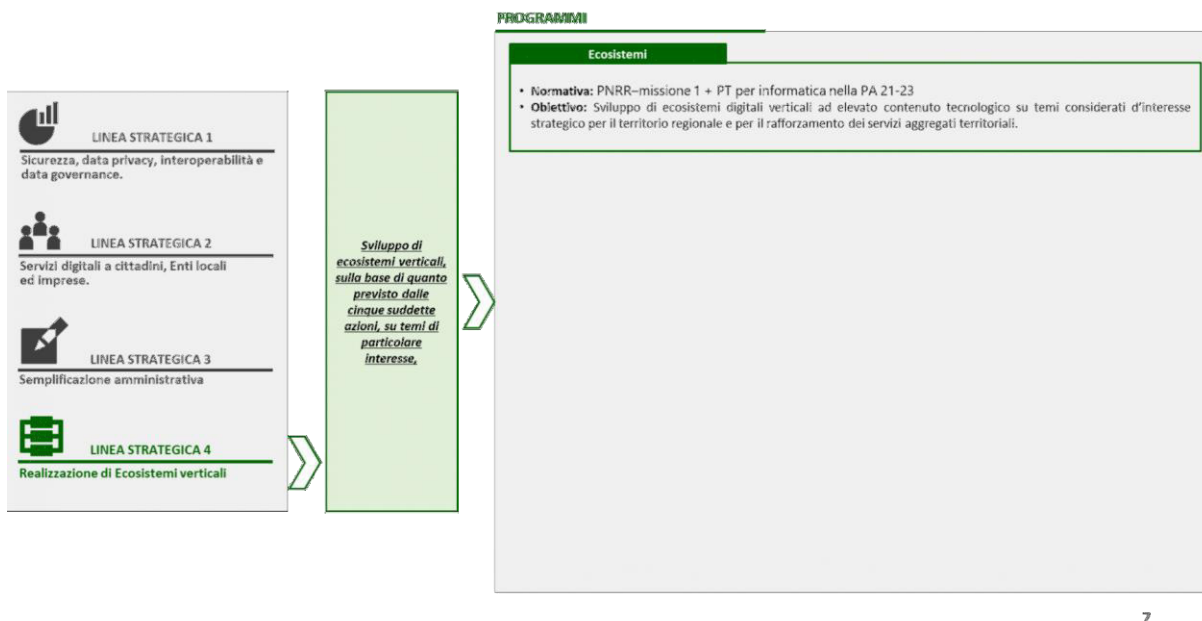 PROGRAMMI
Ecosistemi
• Normativa: PNRR–missione 1 + PT per informatica nella PA 21-23
• Obiettivo: Sviluppo di ecosistemi digitali verticali ad elevato contenuto tecnologico su temi considerati d'interesse
strategico per il territorio regionale e per il rafforzamento dei servizi aggregati territoriali.
LINEA STRATEGICA 1
Sicurezza, data privacy, interoperabilità e
data governance.
LINEA STRATEGICA 2
Servizi digitali a cittadini, Enti locali
ed imprese.
LINEA STRATEGICA 3
Semplificazione amministrativa
LINEA STRATEGICA 4
Realizzazione di Ecosistemi verticali
Sviluppo di
ecosistemi verticali,
sulla base di quanto
previsto dalle
cinque suddette
azioni, su temi di
particolare
interesse,
7